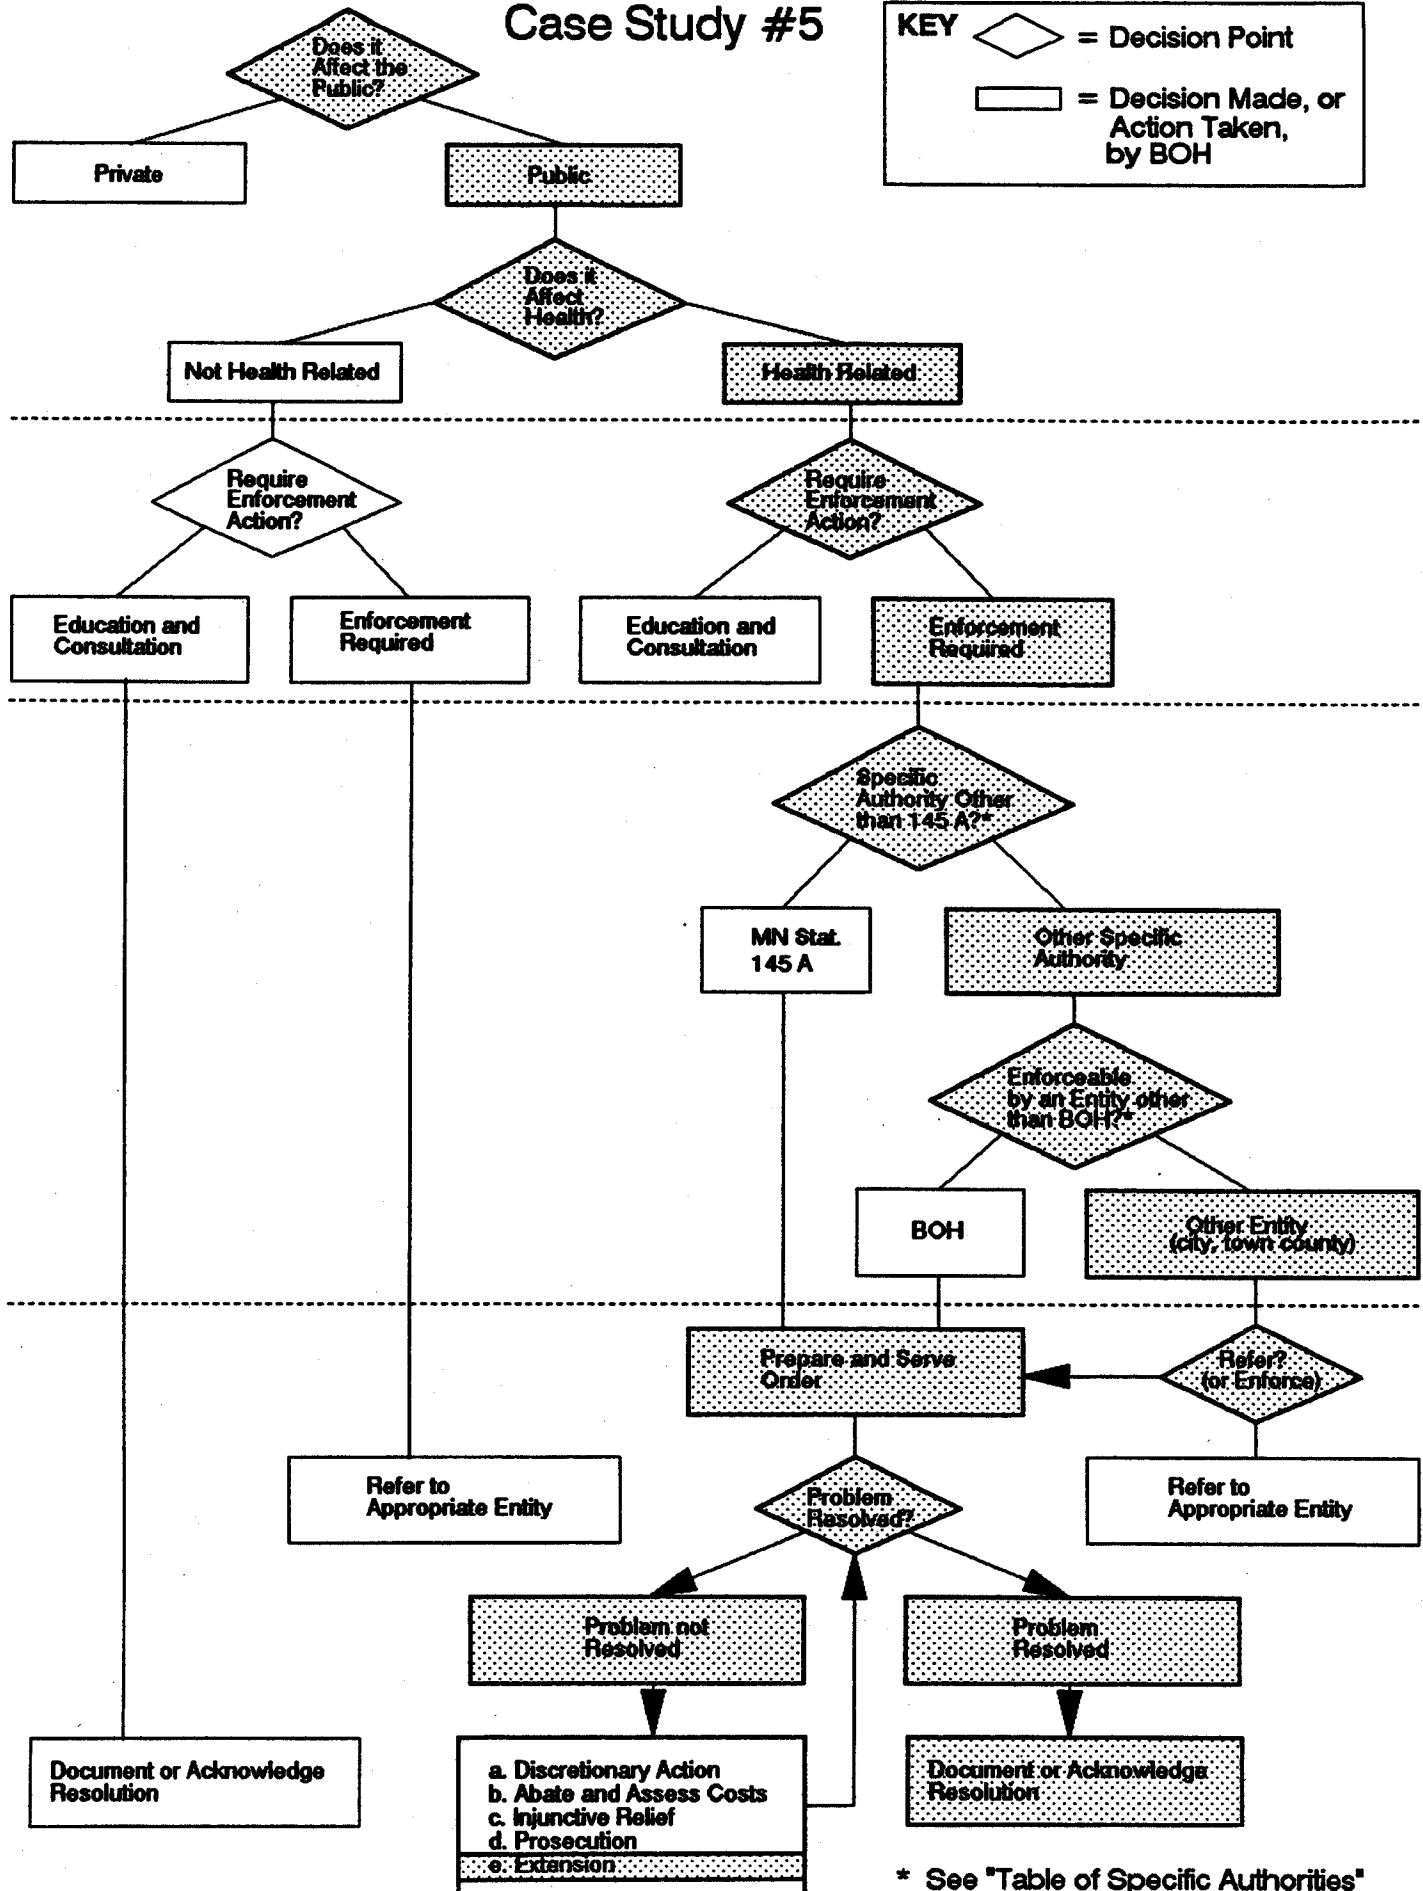 Case Study #5
KEY
= Decision Point
= Decision Made, or
Action Taken,
by BOH
Does it
Affect the
Public?
Private
Public
Does it
Affect
Health?
Not Health Related
Health Related
Require
Enforcement
Action?
Require
Enforcement
Action?
Education and
Consultation
Enforcement
Required
Education and
Consultation
Enforcement
Required
Specific
Authority Other
than 145 A?*
MN Stat.
145 A
Other Specific
Authority
Enforceable
by an Entity other
than BOH?*
BOH
Other Entity
(city, town county)
Prepare and Serve
Order
Refer?
(or Enforce)
Refer to
Appropriate Entity
Problem
Resolved?
Refer to
Appropriate Entity
Problem not
Resolved
Problem
Resolved
Document or Acknowledge
Resolution
a. Discretionary Action
b. Abate and Assess Costs
c. Injunctive Relief
d. Prosecution
e. Extension
Document or Acknowledge
Resolution
* See "Table of Specific Authorities"